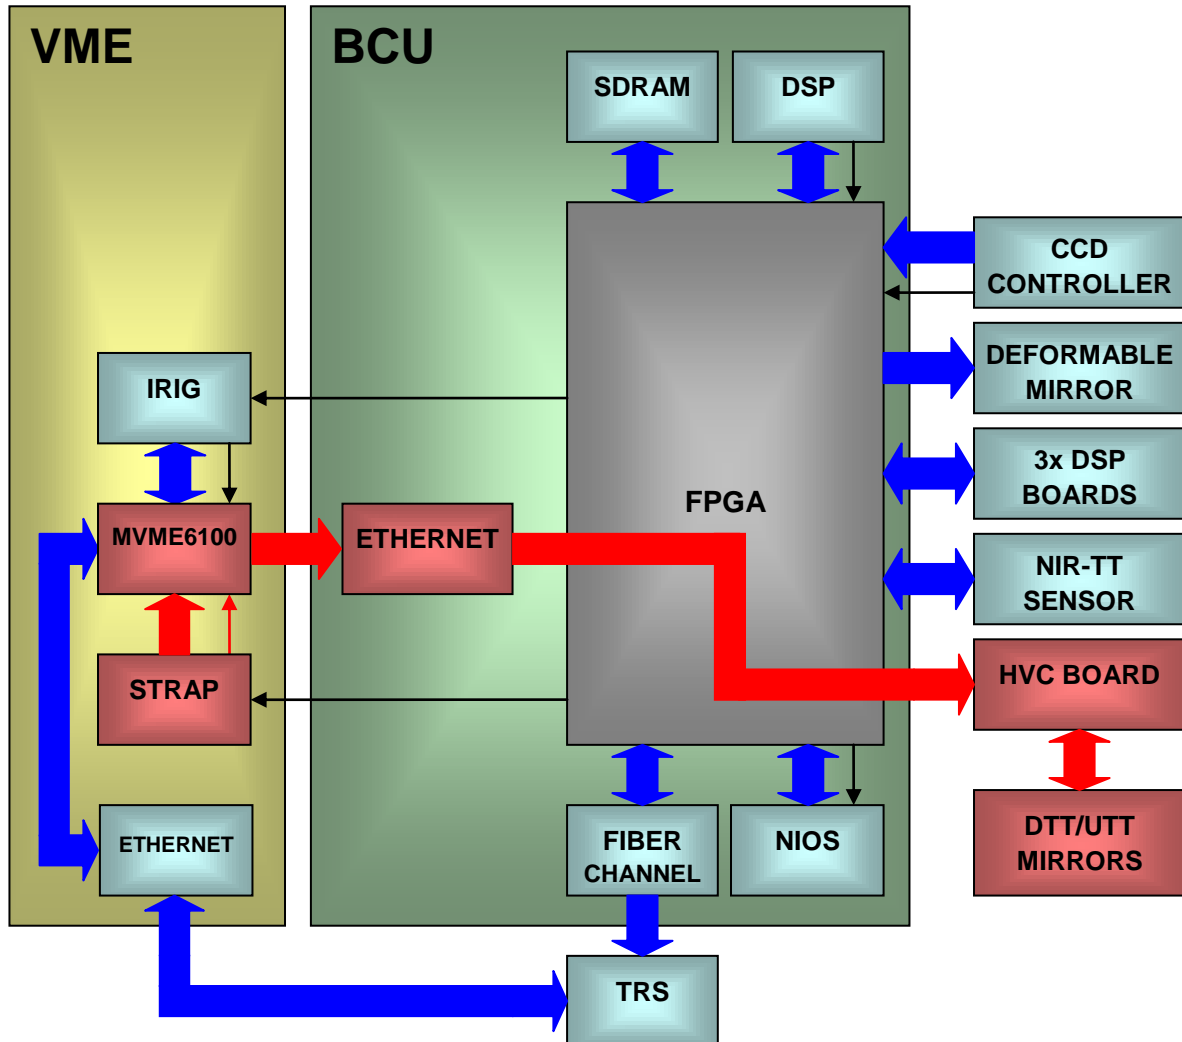 VME
BCU
SDRAM
DSP
CCD
CONTROLLER
DEFORMABLE
MIRROR
IRIG
3x DSP
BOARDS
FPGA
MVME6100
ETHERNET
NIR-TT
SENSOR
STRAP
HVC BOARD
ETHERNET
FIBER
CHANNEL
NIOS
DTT/UTT
MIRRORS
TRS